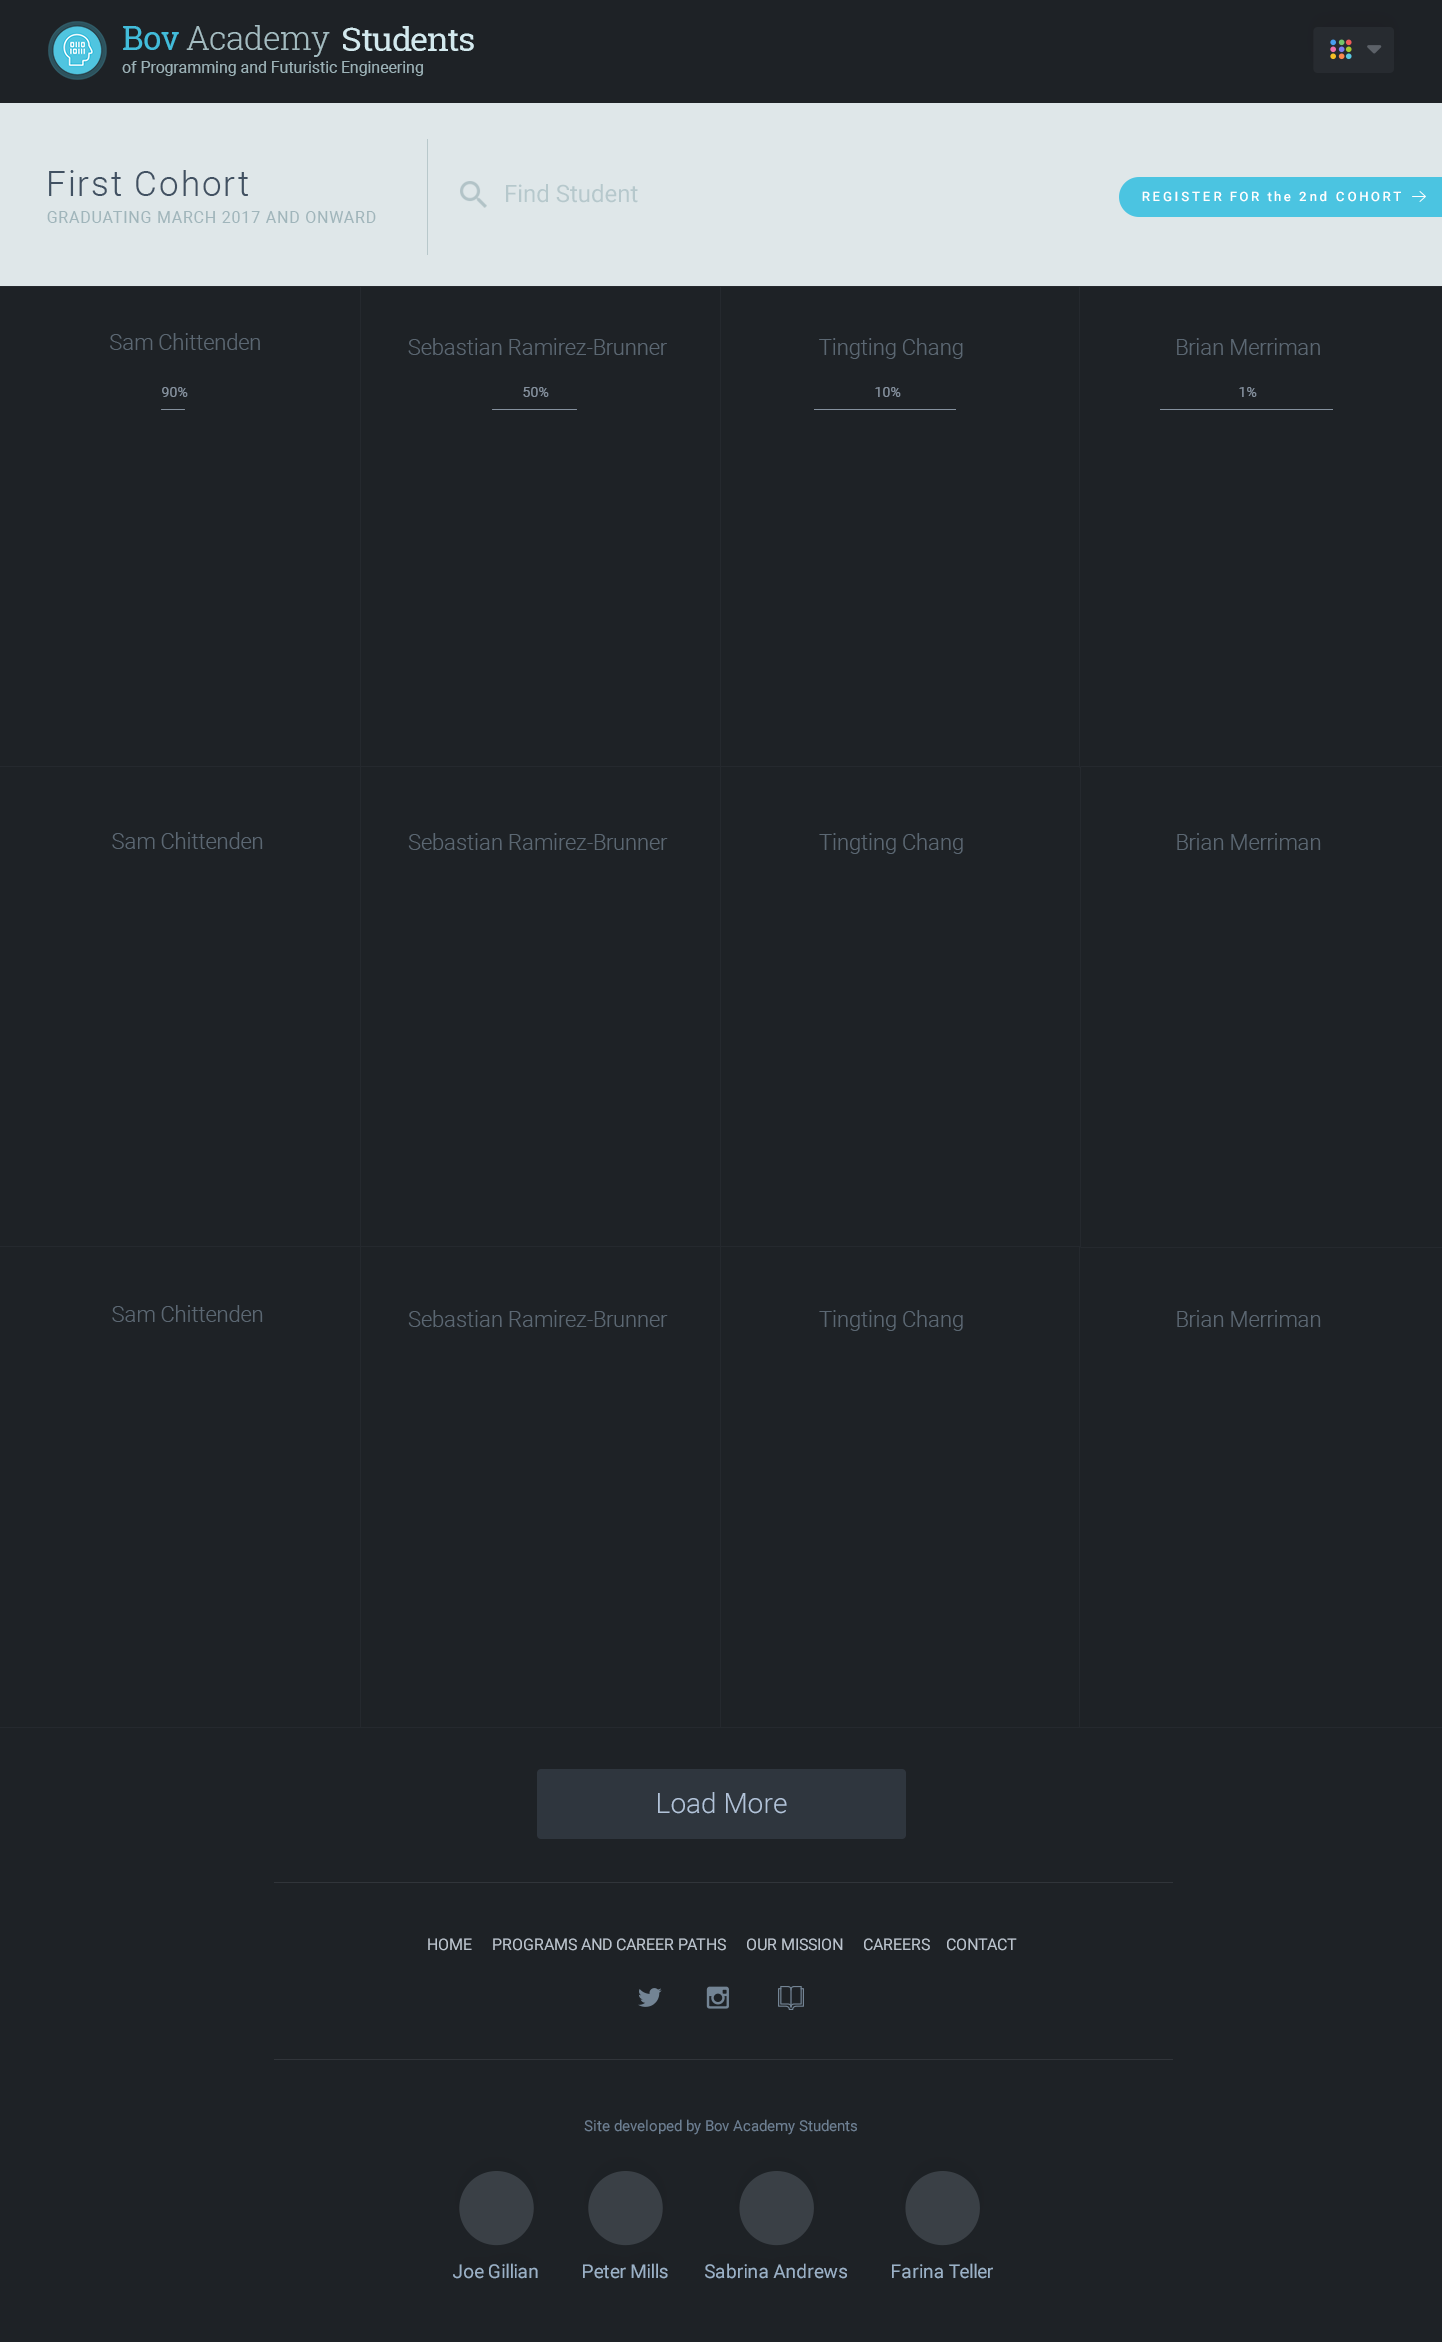 Bov Academy Students
of Programming and Futuristic Engineering
First Cohort
GRADUATING MARCH 2017 AND ONWARD
Find Student
REGISTER FOR the 2nd COHORT
Sam Chittenden
Sebastian Ramirez-Brunner
Tingting Chang
Brian Merriman
90%
50%
10%
1%
Sam Chittenden
Sebastian Ramirez-Brunner
Tingting Chang
Brian Merriman
Sam Chittenden
Sebastian Ramirez-Brunner
Tingting Chang
Brian Merriman
Load More
HOME PROGRAMS AND CAREER PATHS OUR MISSION CAREERS CONTACT
Site developed by Bov Academy Students
Joe Gillian
Peter Mills
Sabrina Andrews
Farina Teller